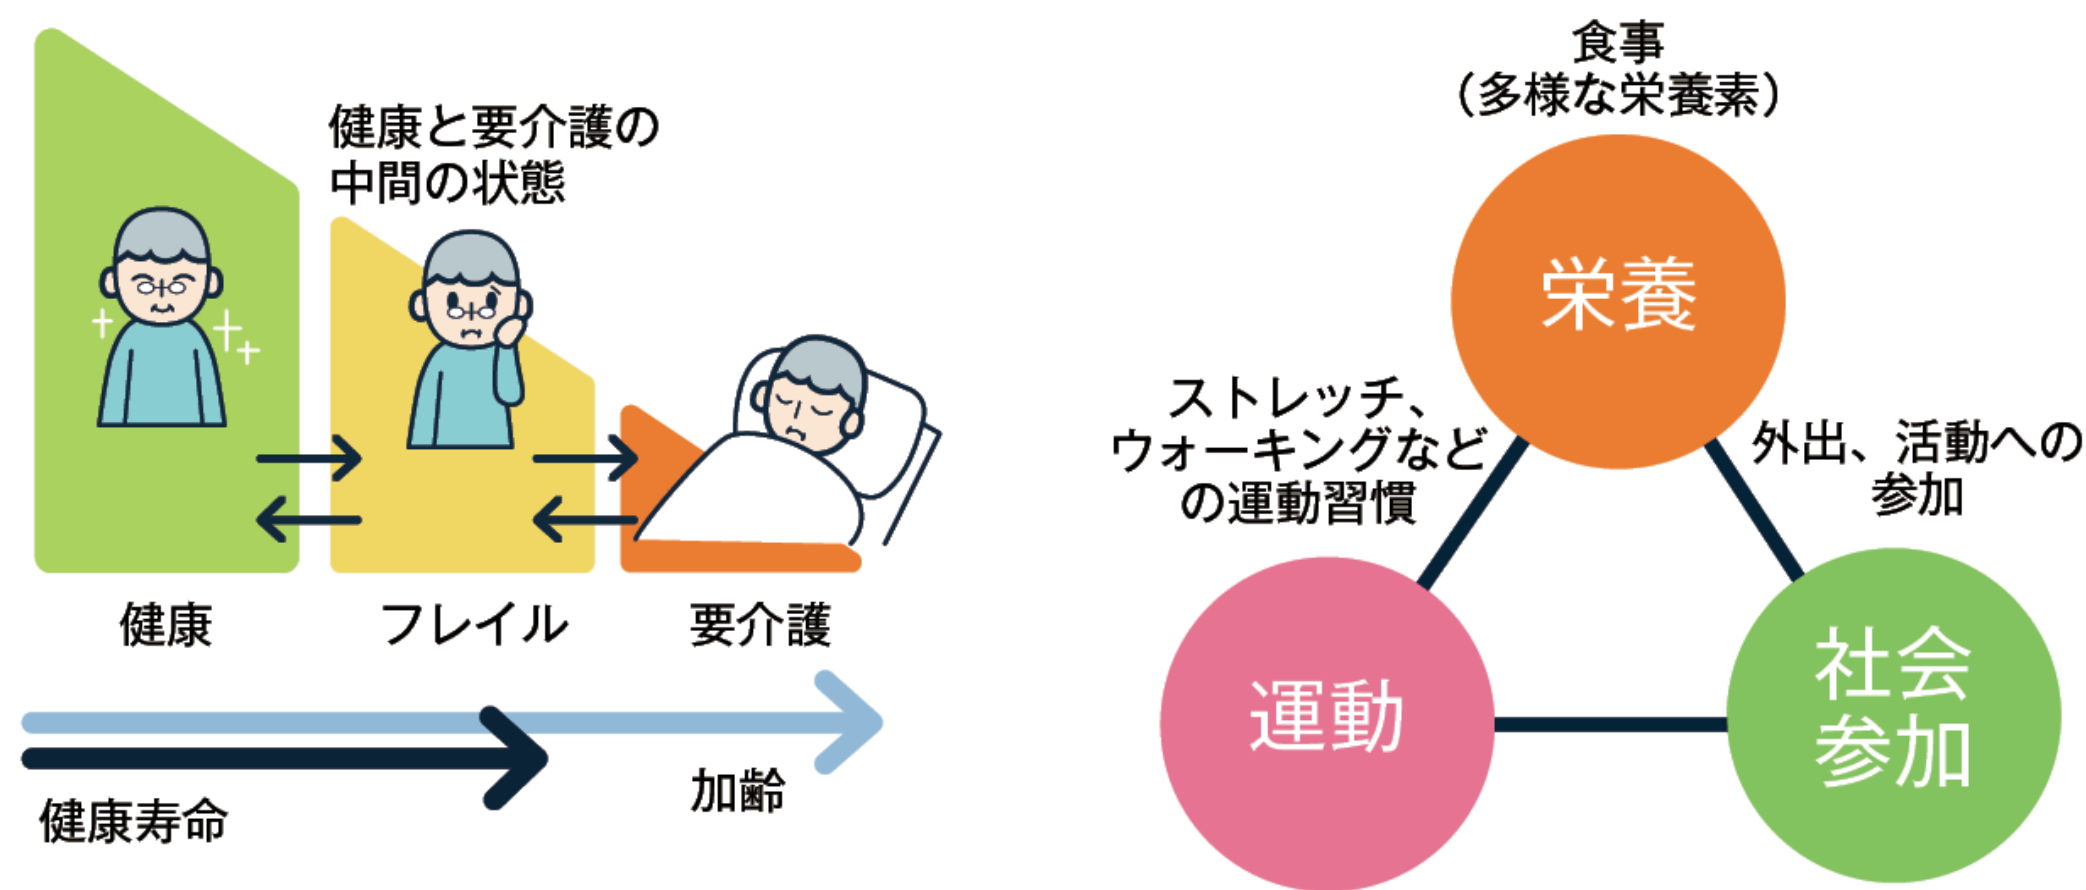 健康と要介護の
中間の状態
健康
フレイル
要介護
加齢
健康寿命
食事
（多様な栄養素）
栄養
ストレッチ、
ウォーキングなど
の運動習慣
外出、活動への
参加
運動
社会
参加